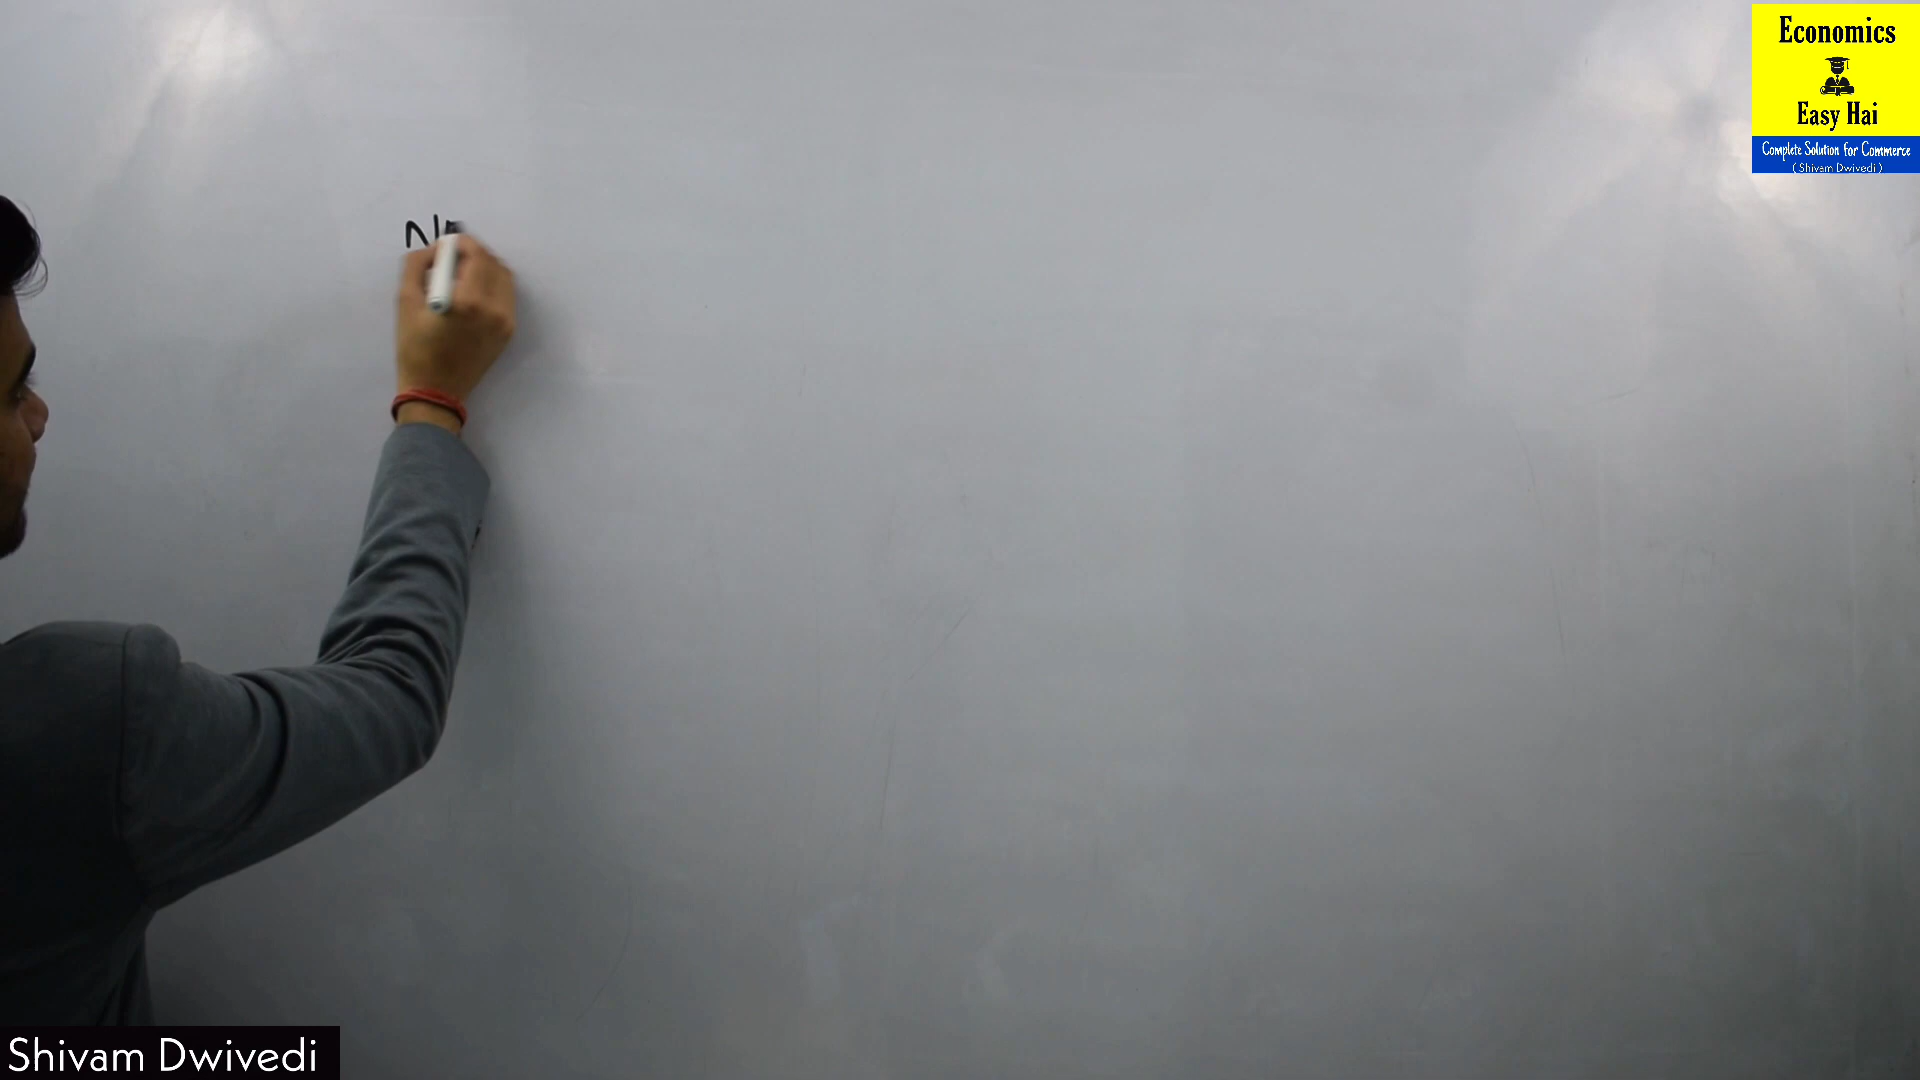 Economics
Easy Hai
Complete Solution for Commerce
(Shivam Dwivedi)
N
Shivam Dwivedi